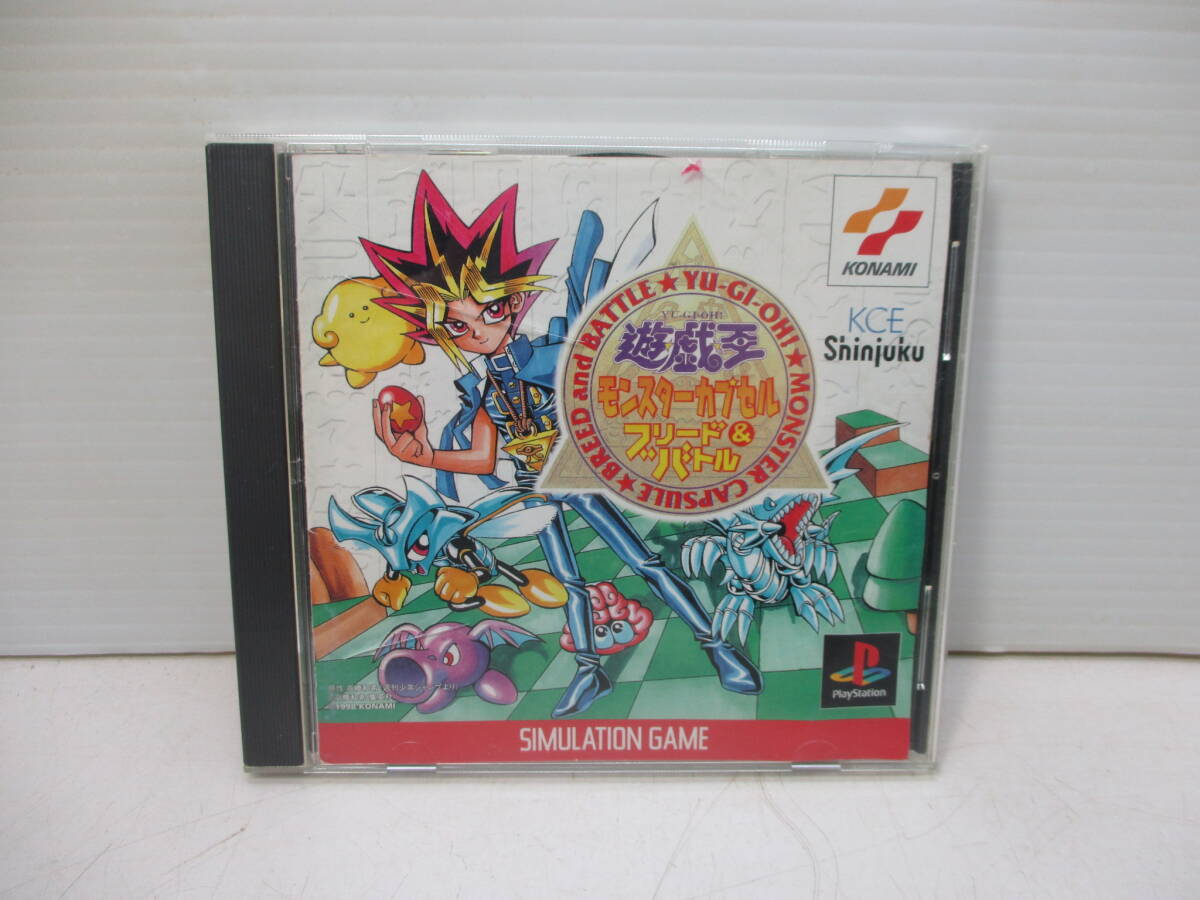 KONAMI
KCE
Shinjuku
BREED and BATTLE★YU-GI-OH!★MONSTER CAPSULE★
YU-GI-OH!
遊戯王
モンスターカプセル
ブリード&
バトル
1998 KONAMI
PlayStation
SIMULATION GAME